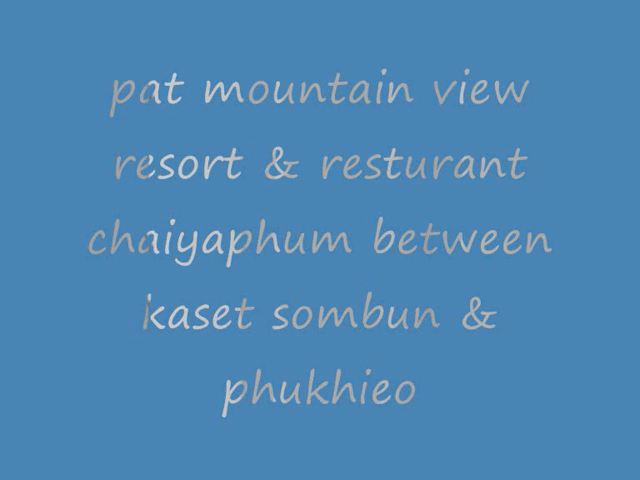 pat mountain view
resort & resturant
chaiyaphum between
kaset sombun &
phukhieo